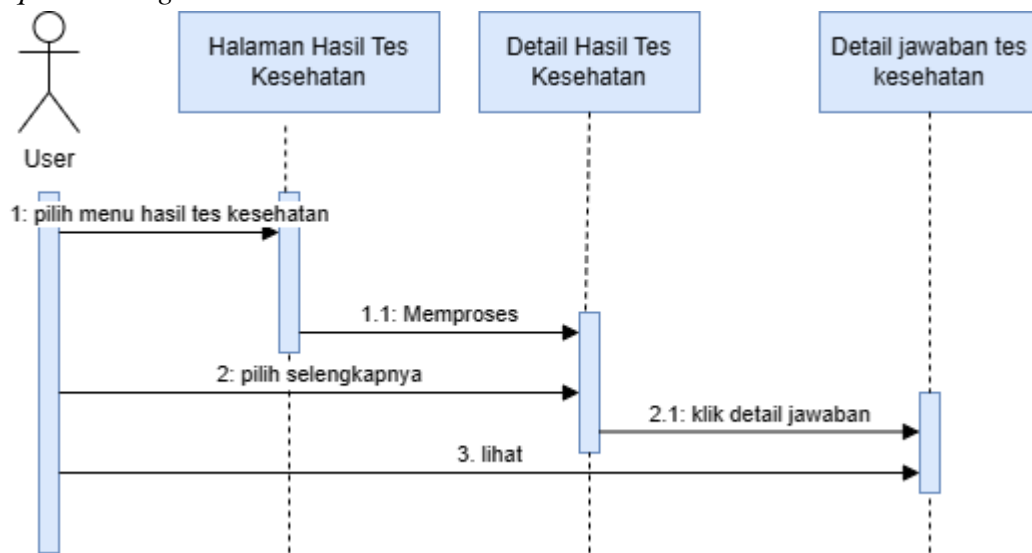 Halaman Hasil Tes
Kesehatan
Detail Hasil Tes
Kesehatan
Detail jawaban tes
kesehatan
User
1: pilih menu hasil tes kesehatan
1.1: Memproses
2: pilih selengkapnya
2.1: klik detail jawaban
3. lihat